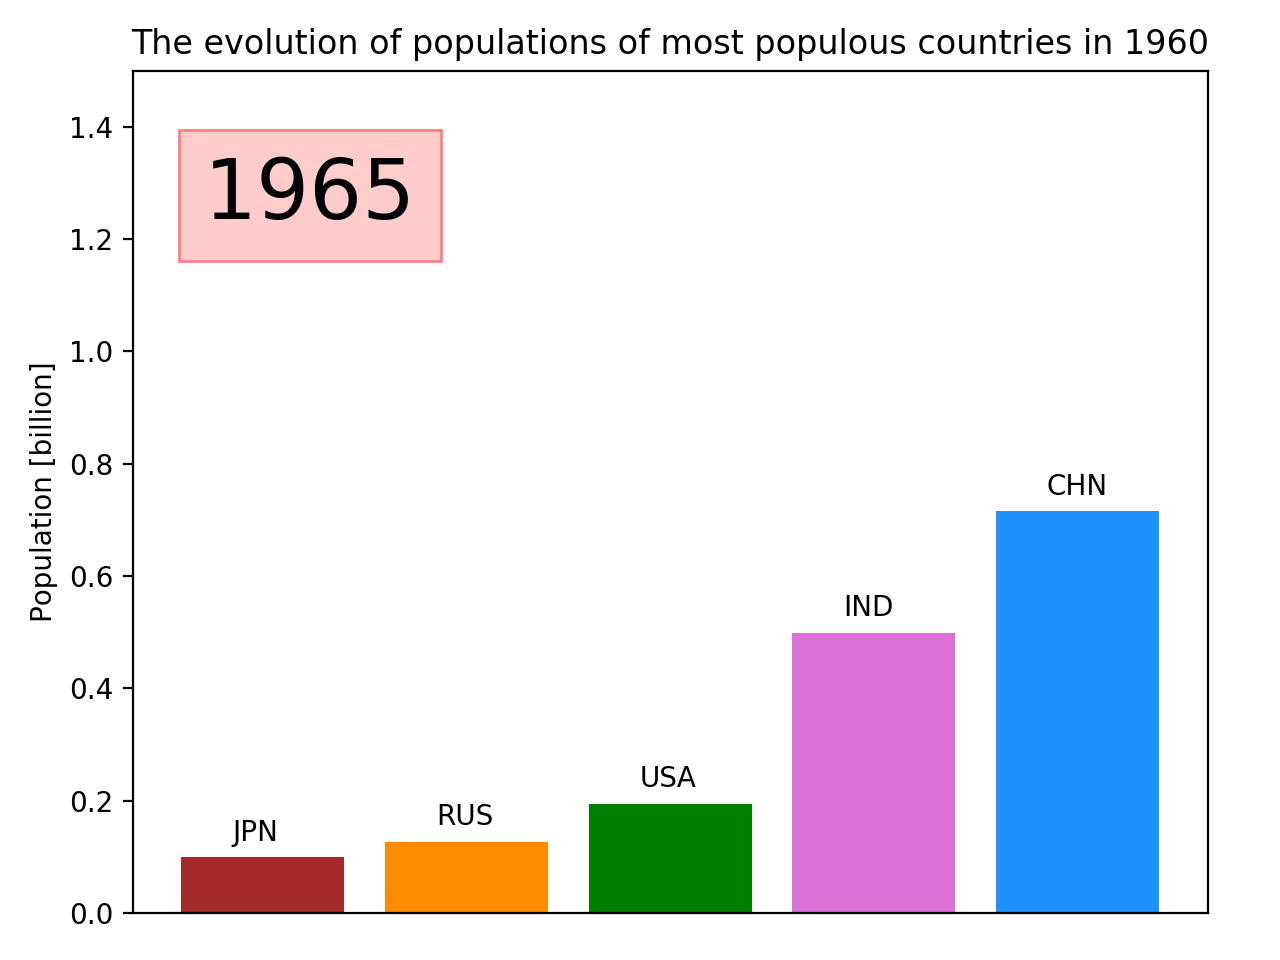 The evolution of populations of most populous countries in 1960
1965
Population [billion]
1.4
1.2
1.0
0.8
0.6
0.4
0.2
0.0
JPN
RUS
USA
IND
CHN